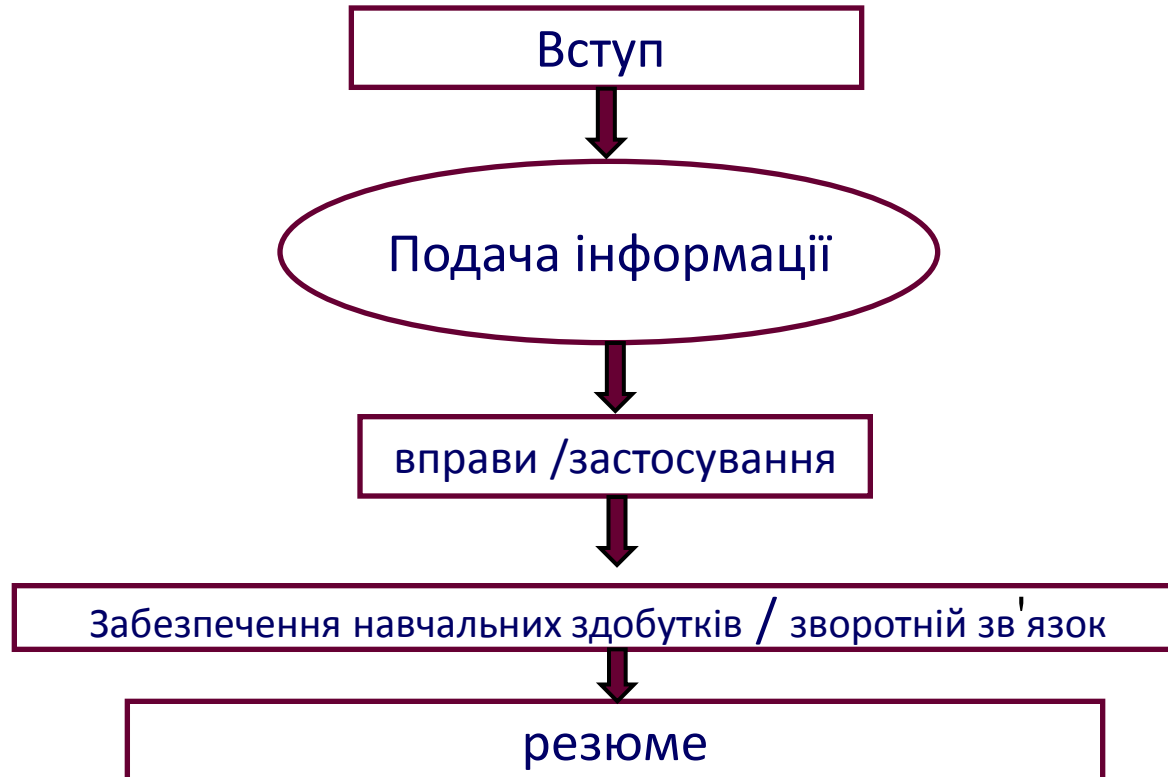 Вступ
Подача інформації
вправи /застосування
Забезпечення навчальних здобутків / зворотній зв'язок
резюме